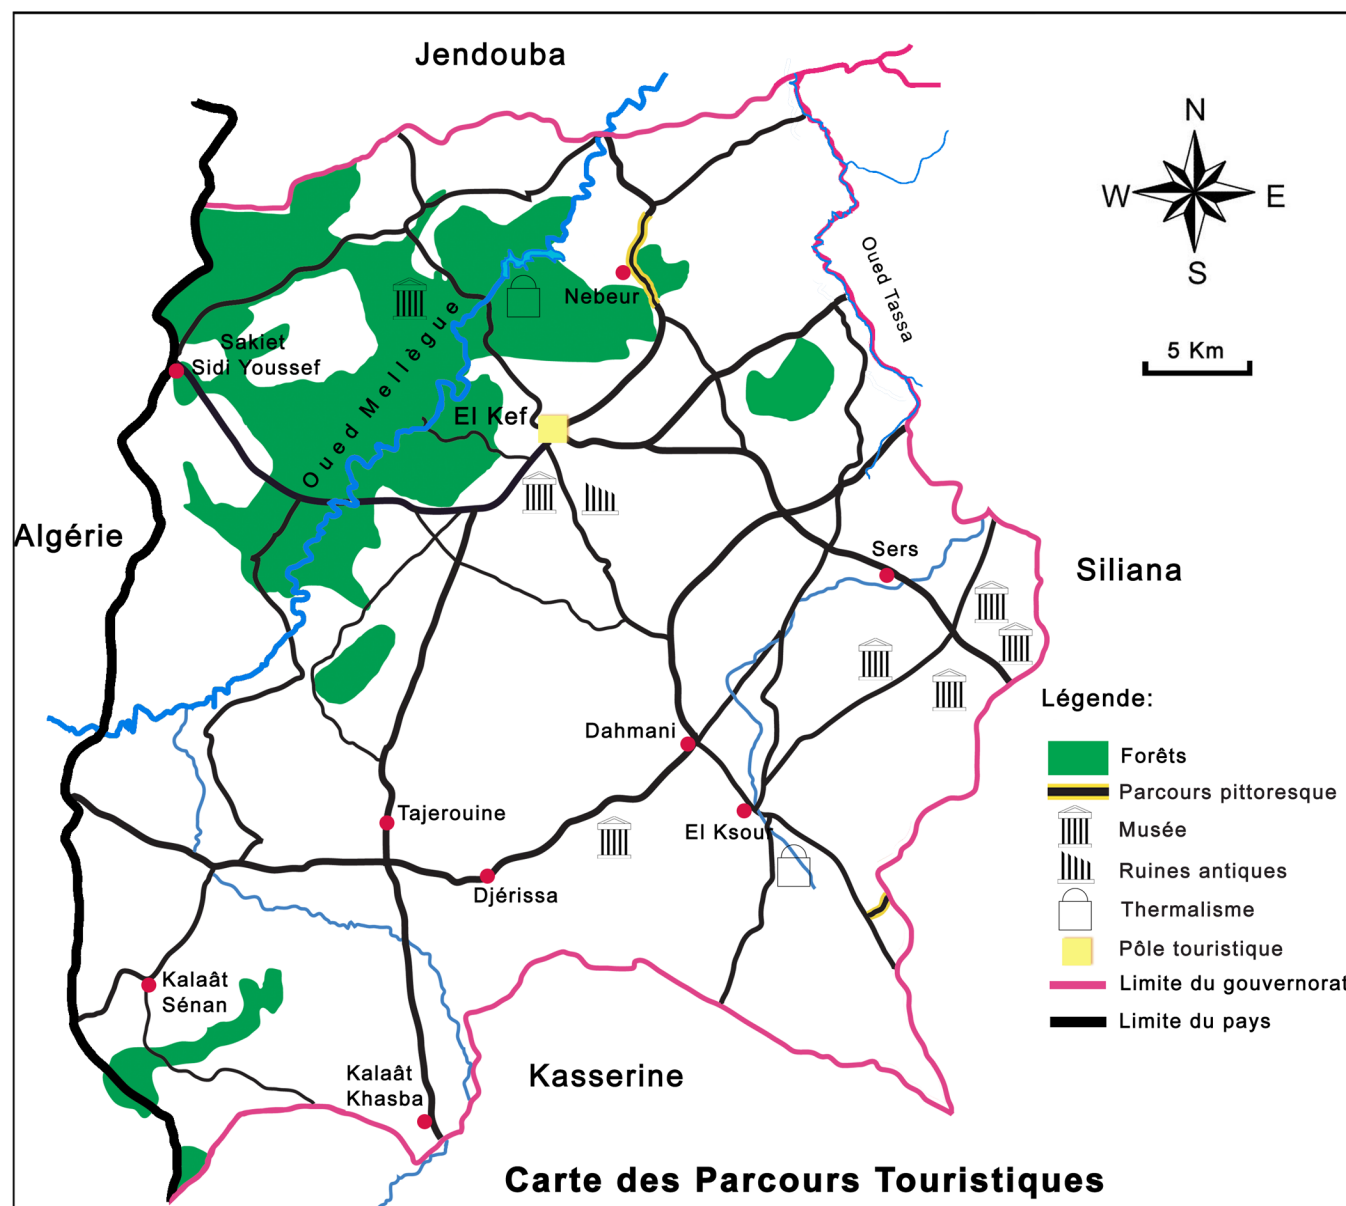 Jendouba
N
W
E
S
5 Km
Oued Tassa
Nebeur
Sakiet
Sidi Youssef
Oued Mellègue
El Kef
Algérie
Sers
Siliana
Dahmani
Tajerouine
El Ksour
Djérissa
Kalaât
Sénan
Kalaât
Khasba
Kasserine
Légende:
Forêts
Parcours pittoresque
Musée
Ruines antiques
Thermalisme
Pôle touristique
Limite du gouvernorat
Limite du pays
Carte des Parcours Touristiques